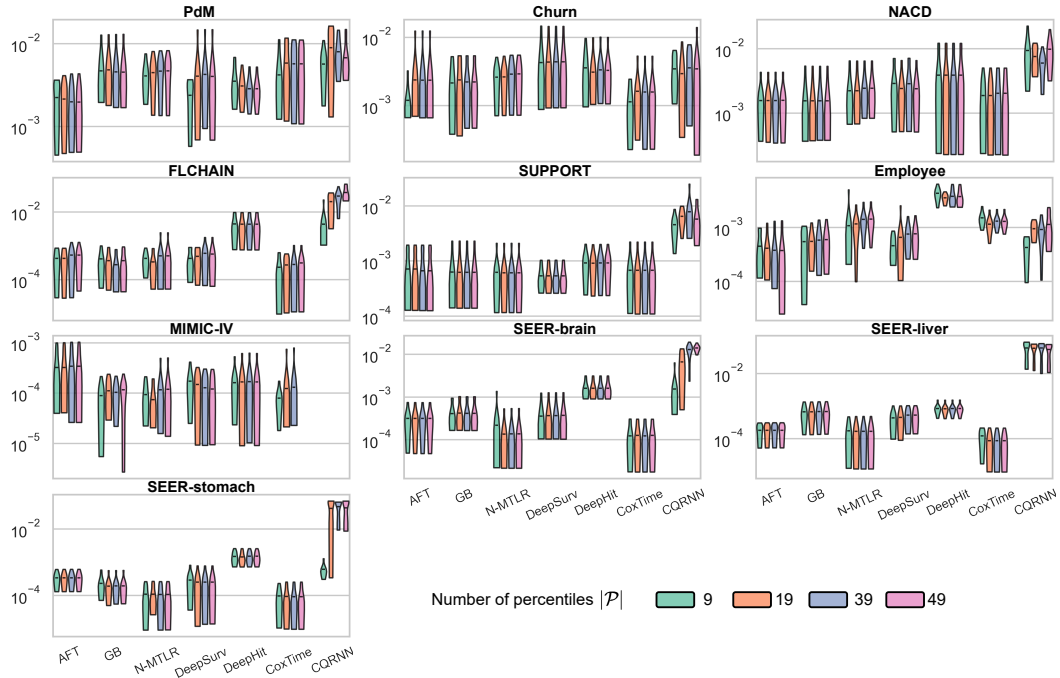 PdM Churn NACD
10⁻² 10⁻² 10⁻²
10⁻³ 10⁻³ 10⁻³
FLCHAIN SUPPORT Employee
10⁻² 10⁻² 10⁻³
10⁻⁴ 10⁻³ 10⁻⁴
10⁻⁴
MIMIC-IV SEER-brain SEER-liver
10⁻³ 10⁻² 10⁻²
10⁻⁴ 10⁻³ 10⁻⁴
10⁻⁵ 10⁻⁴
AFT GB N-MTLR DeepSurv DeepHit CoxTime CQRNN
AFT GB N-MTLR DeepSurv DeepHit CoxTime CQRNN
SEER-stomach
10⁻²
10⁻⁴
Number of percentiles |𝒫| 9 19 39 49
AFT GB N-MTLR DeepSurv DeepHit CoxTime CQRNN